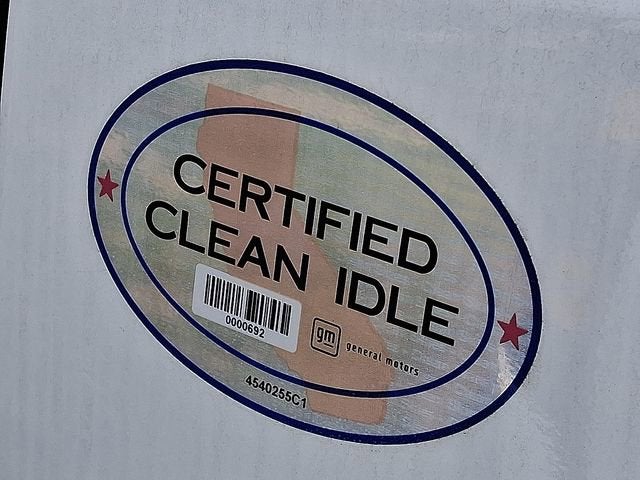 CERTIFIED
CLEAN IDLE
0000692
gm general motors
4540255C1